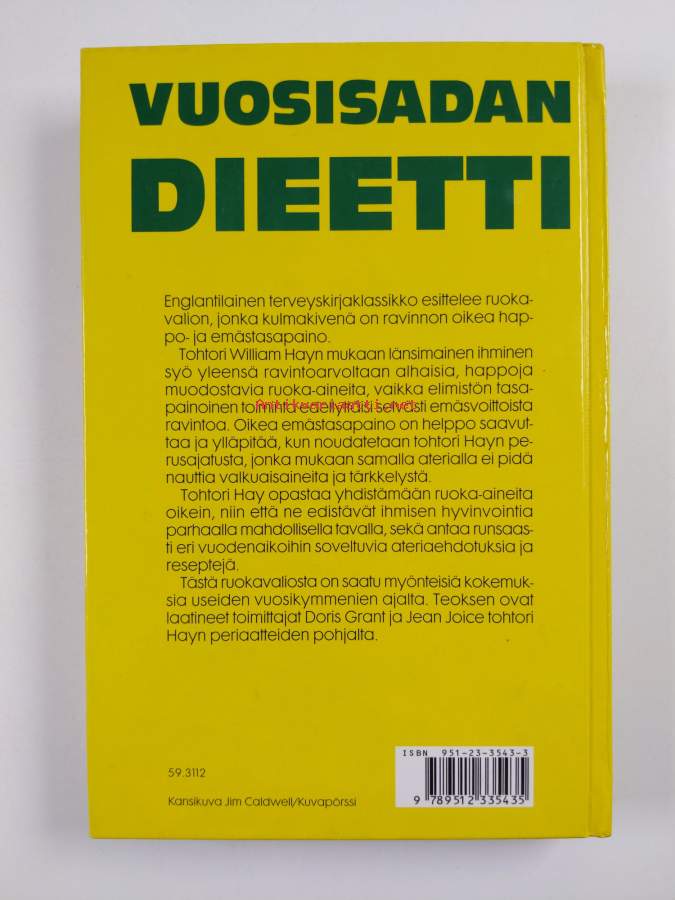 VUOSISADAN
DIEETTI
Englantilainen terveyskirjaklassikko esittelee ruoka-
valion, jonka kulmakivenä on ravinnon oikea hap-
po- ja emästasapaino.
Tohtori William Hayn mukaan länsimainen ihminen
syö yleensä ravintoarvoltaan alhaisia, happoja
muodostavia ruoka-aineita, vaikka elimistön tasa-
painoinen toiminta edellyttäisi selvästi emäsvoittoista
Antikvariaatti.net
ravintoa. Oikea emästasapaino on helppo saavut-
taa ja ylläpitää, kun noudatetaan tohtori Hayn pe-
rusajatusta, jonka mukaan samalla aterialla ei pidä
nauttia valkuaisaineita ja tärkkelystä.
Tohtori Hay opastaa yhdistämään ruoka-aineita
oikein, niin että ne edistävät ihmisen hyvinvointia
parhaalla mahdollisella tavalla, sekä antaa runsaas-
ti eri vuodenaikoihin soveltuvia ateriaehdotuksia ja
reseptejä.
Tästä ruokavaliosta on saatu myönteisiä kokemuk-
sia useiden vuosikymmenien ajalta. Teoksen ovat
laatineet toimittajat Doris Grant ja Jean Joice tohtori
Hayn periaatteiden pohjalta.
ISBN 951-23-3543-3
9 789512 335435
59.3112
Kansikuva Jim Caldwell/Kuvapörssi